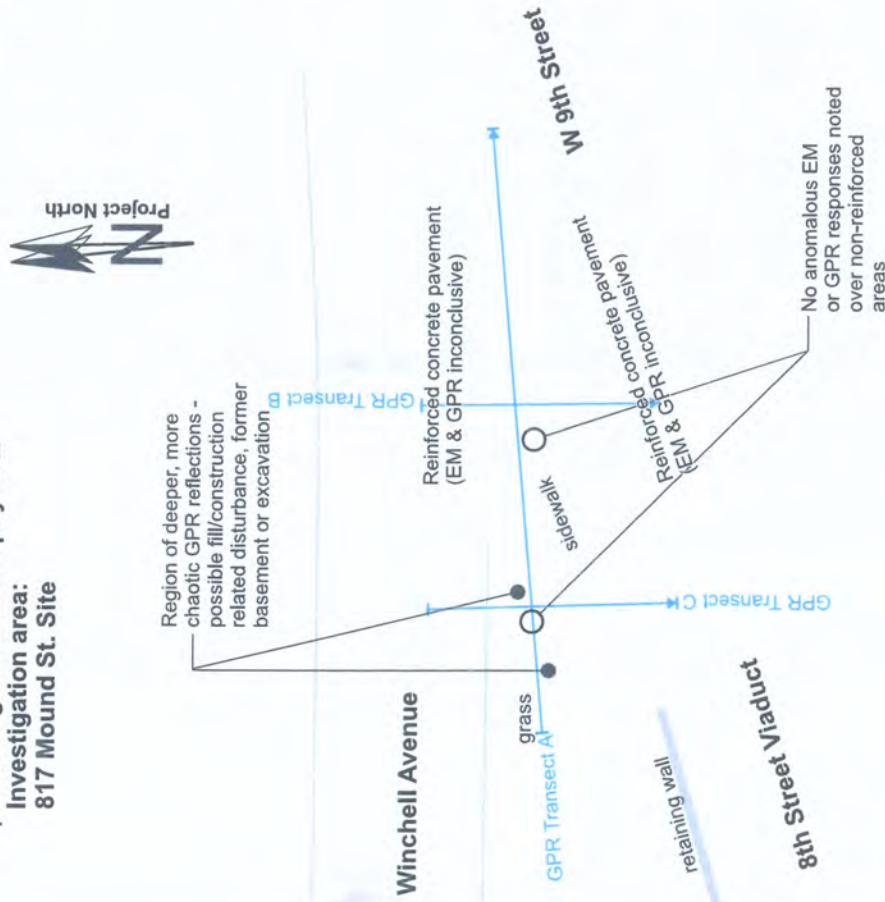 Investigation area:
817 Mound St. Site
Project North
N
Region of deeper, more
chaotic GPR reflections -
possible fill/construction
related disturbance, former
basement or excavation
Winchell Avenue
GPR Transect B
Reinforced concrete pavement
(EM & GPR inconclusive)
W 9th Street
grass
GPR Transect A
sidewalk
Reinforced concrete pavement
(EM & GPR inconclusive)
GPR Transect C
retaining wall
8th Street Viaduct
No anomalous EM
or GPR responses noted
over non-reinforced
areas